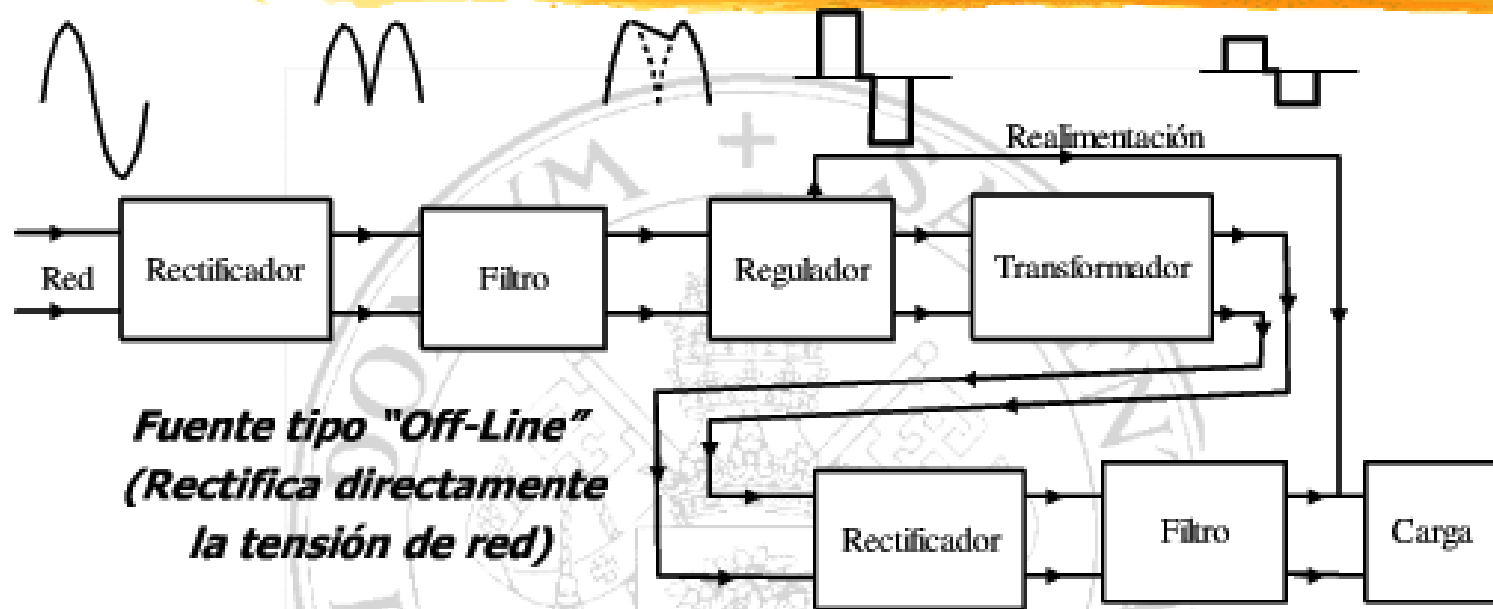 Realimentación
Red
Rectificador
Filtro
Regulador
Transformador
Fuente tipo “Off-Line”
(Rectifica directamente
la tensión de red)
Rectificador
Filtro
Carga